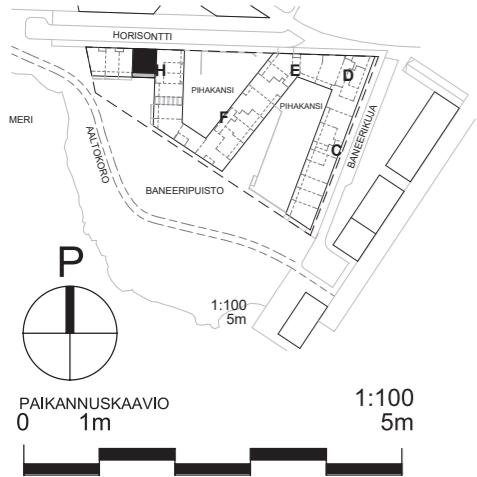 HORISONTTI
H
E
D
PIHAKANSI
PIHAKANSI
MERI
F
AALTOKORO
C
BANEERIKUJA
BANEERIPUISTO
P
1:100
5m
PAIKANNUSKAAVIO
1:100
0 1m 5m